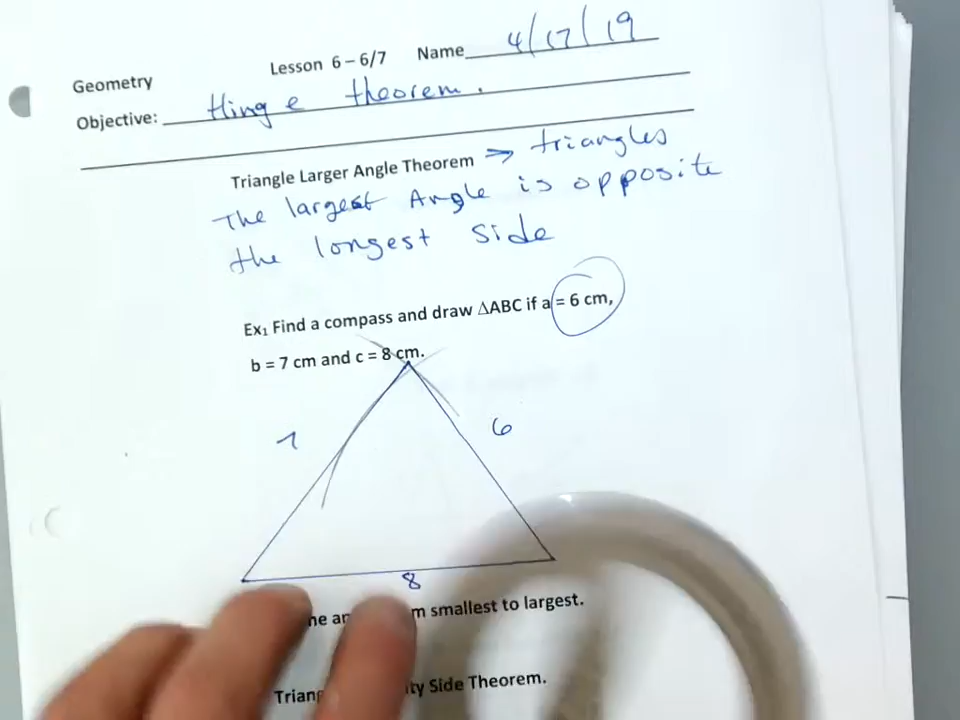 Geometry Lesson 6 – 6/7 Name 4/17/19
Objective: Hinge theorem.
Triangle Larger Angle Theorem → triangles
The largest Angle is opposite
the longest side
Ex1 Find a compass and draw ΔABC if a = 6 cm,
b = 7 cm and c = 8 cm.
7 6
8
smallest to largest.
Side Theorem.